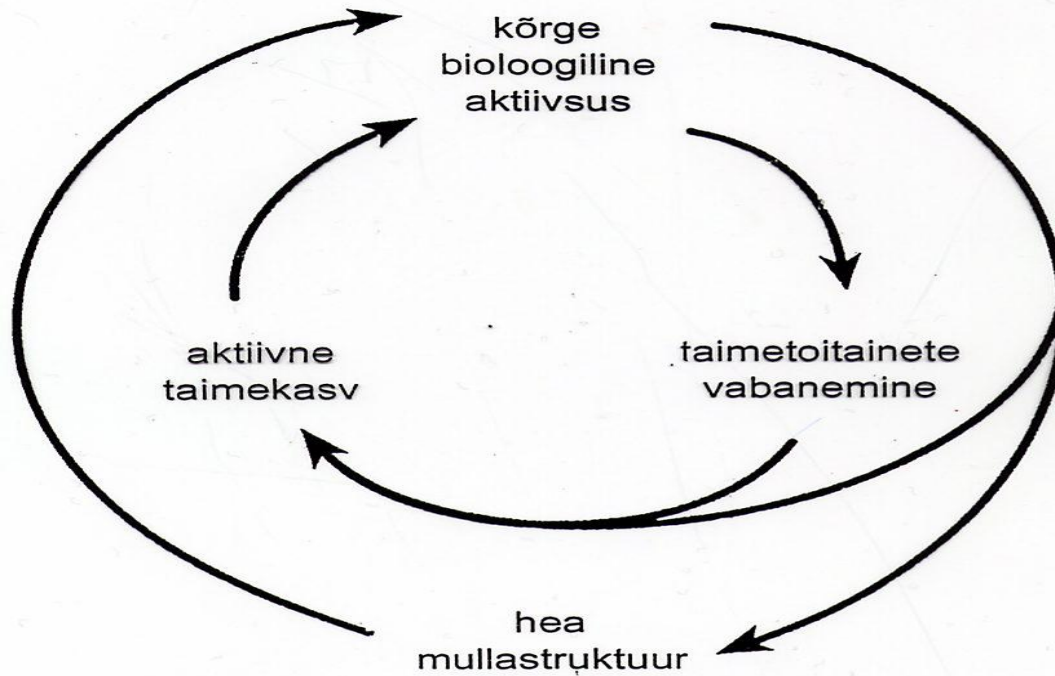 kõrge
bioloogiline
aktiivsus
aktiivne
taimekasv
taimetoitainete
vabanemine
hea
mullastruktuur